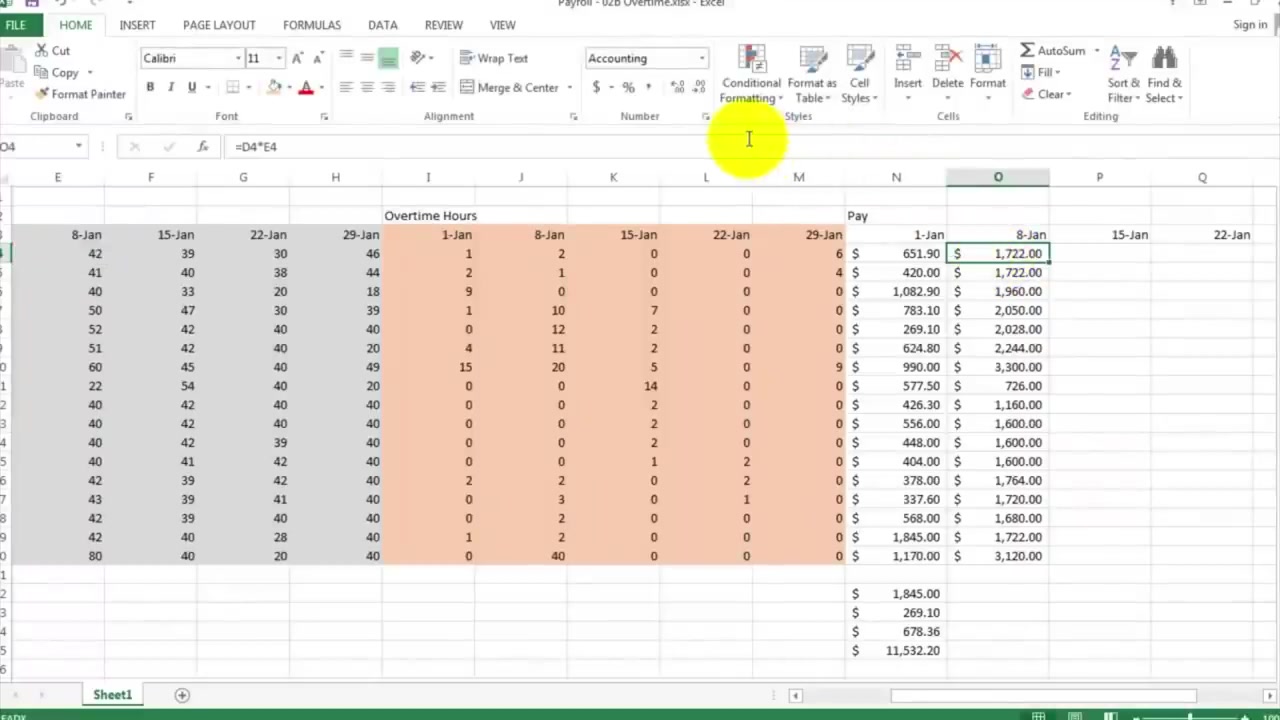 Payroll - 02B Overtime.xlsx - Excel
FILE HOME INSERT PAGE LAYOUT FORMULAS DATA REVIEW VIEW Sign in
Cut
Copy
Format Painter
Clipboard
Calibri 11 A A
B I U A
Font
Wrap Text
Merge & Center
Alignment
Accounting
$ % ,
Number
Conditional Formatting
Format as Table
Cell Styles
Styles
Insert Delete Format
Cells
AutoSum
Fill
Clear
Sort & Filter
Find & Select
Editing
O4 fx =D4*E4
E F G H I J K L M N O P Q
Overtime Hours Pay
8-Jan 15-Jan 22-Jan 29-Jan 1-Jan 8-Jan 15-Jan 22-Jan 29-Jan 1-Jan 8-Jan 15-Jan 22-Jan
42 39 30 46 1 2 0 0 6 $ 651.90 $ 1,722.00
41 40 38 44 2 1 0 0 4 $ 420.00 $ 1,722.00
40 33 20 18 9 0 0 0 0 $ 1,082.90 $ 1,960.00
50 47 30 39 1 10 7 0 0 $ 783.10 $ 2,050.00
52 42 40 40 0 12 2 0 0 $ 269.10 $ 2,028.00
51 42 40 20 4 11 2 0 0 $ 624.80 $ 2,244.00
60 45 40 49 15 20 5 0 9 $ 990.00 $ 3,300.00
22 54 40 20 0 0 14 0 0 $ 577.50 $ 726.00
40 42 40 40 0 0 2 0 0 $ 426.30 $ 1,160.00
40 42 40 40 0 0 2 0 0 $ 556.00 $ 1,600.00
40 42 39 40 0 0 2 0 0 $ 448.00 $ 1,600.00
40 41 42 40 0 0 1 2 0 $ 404.00 $ 1,600.00
42 39 42 40 2 2 0 2 0 $ 378.00 $ 1,764.00
43 39 41 40 0 3 0 1 0 $ 337.60 $ 1,720.00
42 39 40 40 0 2 0 0 0 $ 568.00 $ 1,680.00
42 40 28 40 1 2 0 0 0 $ 1,845.00 $ 1,722.00
80 40 20 40 0 40 0 0 0 $ 1,170.00 $ 3,120.00
$ 1,845.00
$ 269.10
$ 678.36
$ 11,532.20
Sheet1